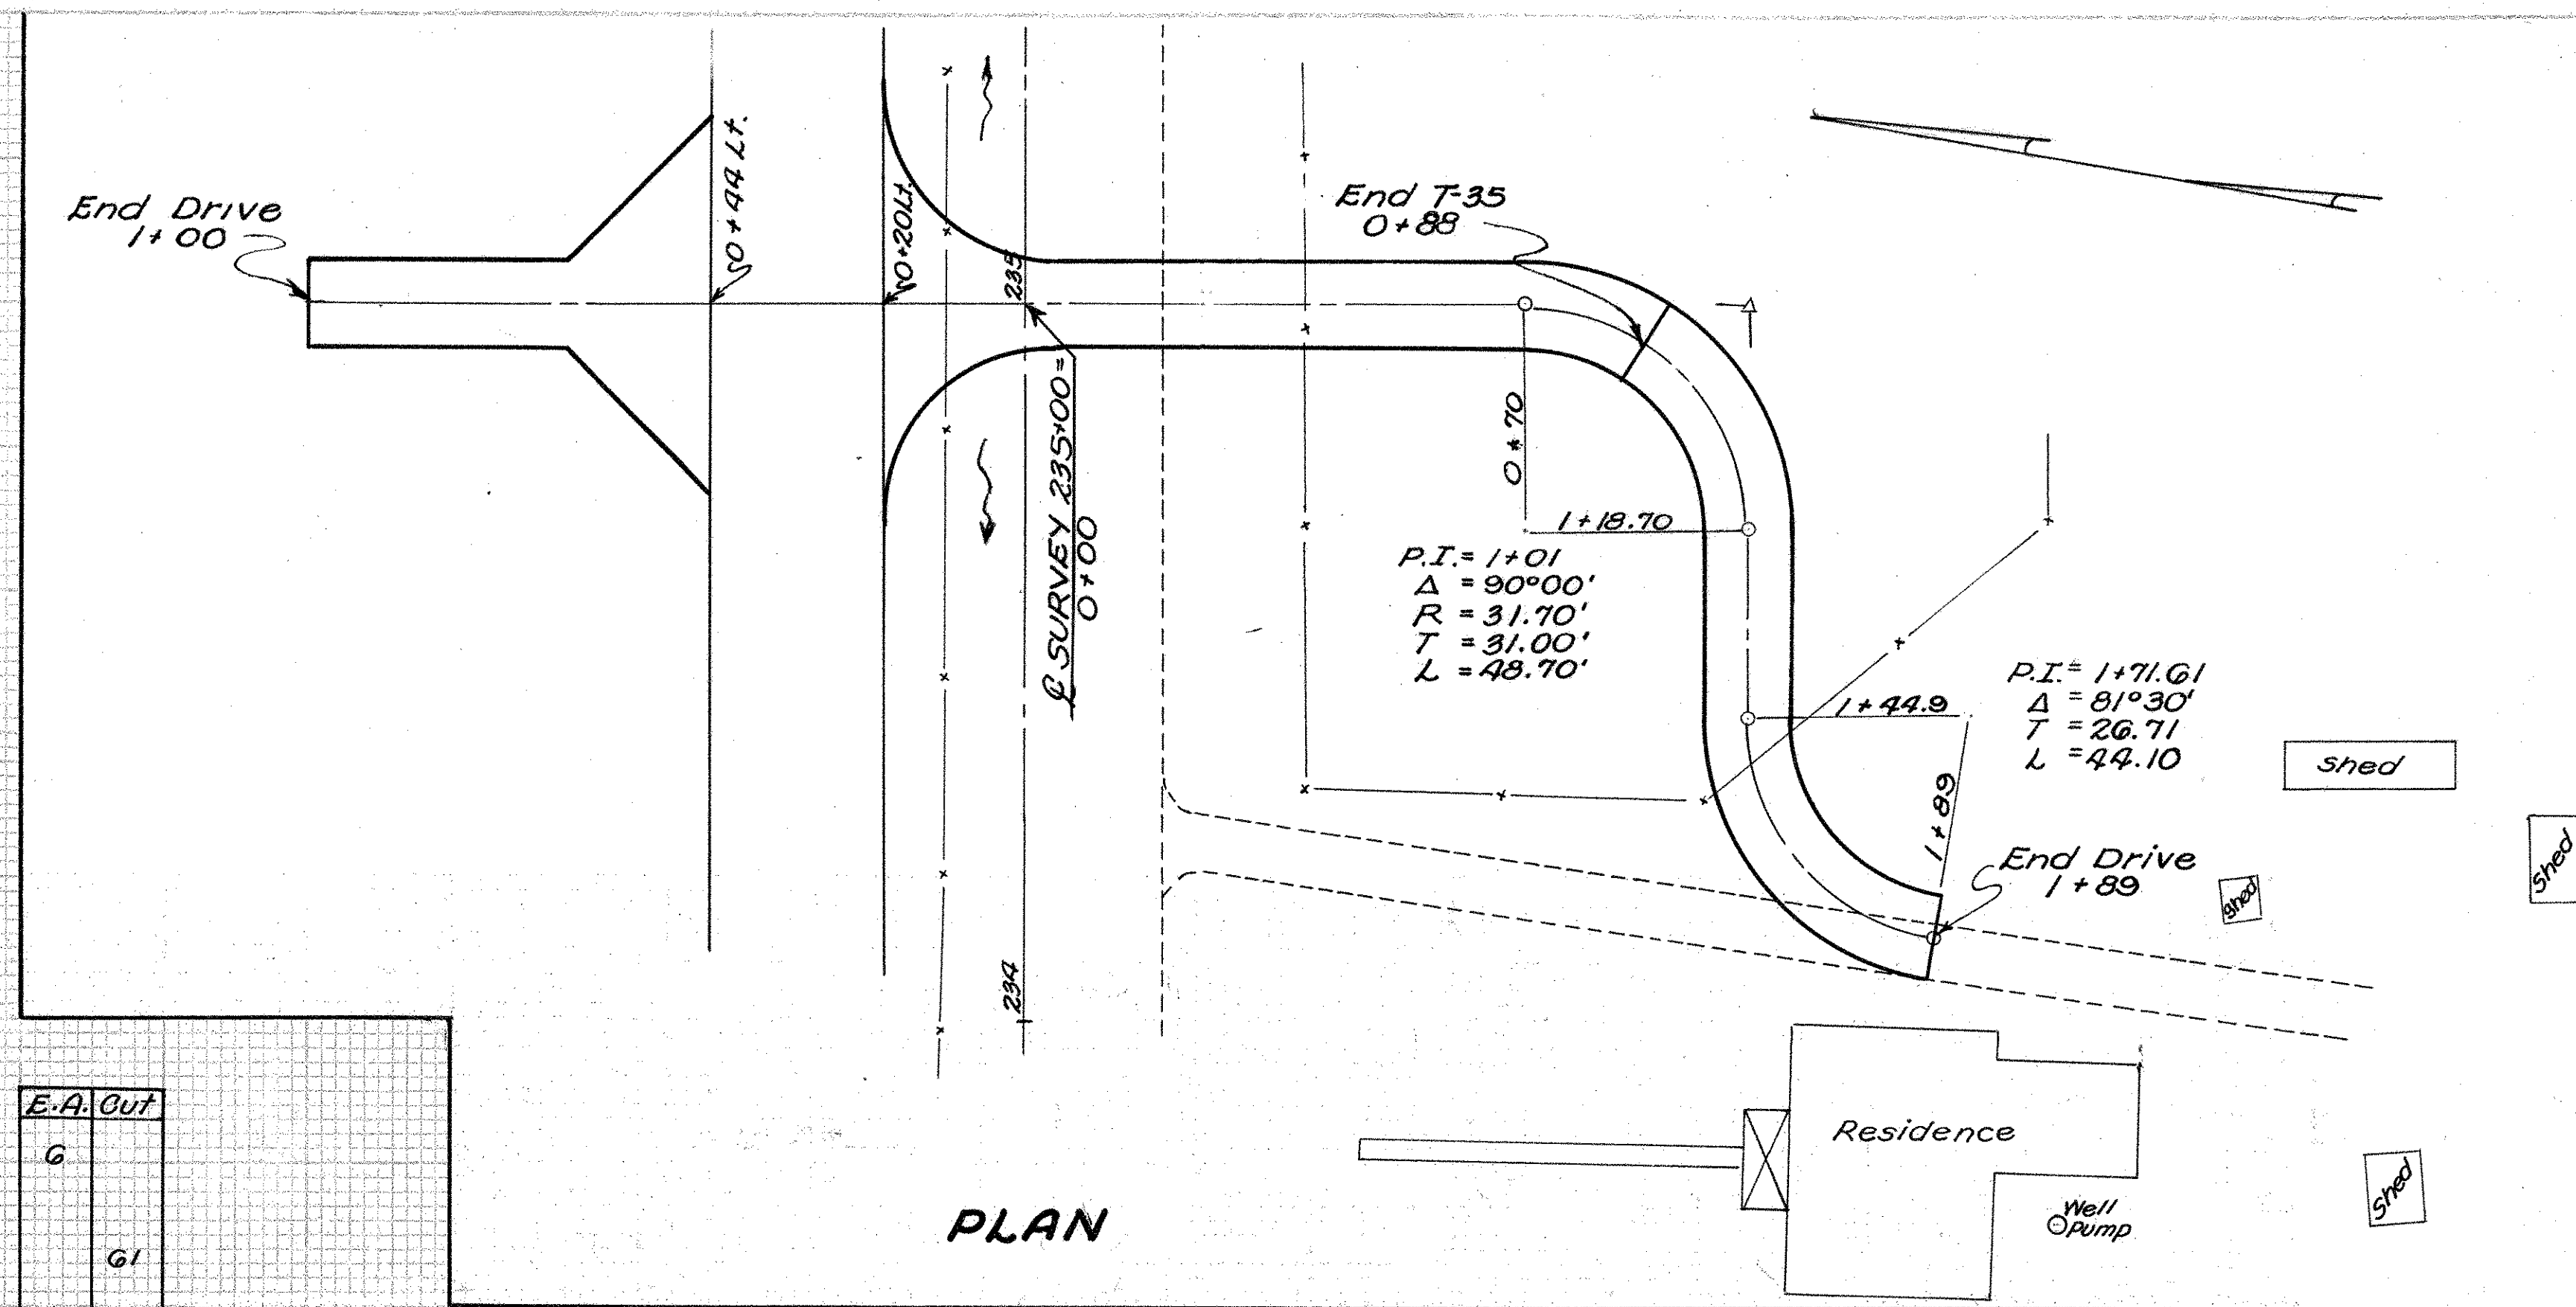 End Drive
1+00
0+44 Lt.
0+20Lt.
235
℄ SURVEY 235+00=
0+00
234
End T-35
0+88
0+70
1+18.70
P.I.= 1+01
Δ = 90°00'
R = 31.70'
T = 31.00'
L = 48.70'
1+44.9
1+89
P.I.= 1+71.61
Δ = 81°30'
T = 26.71
L = 44.10
End Drive
1+89
shed
shed
shed
shed
Residence
Well
Pump
PLAN
E.A. Cut
6
61